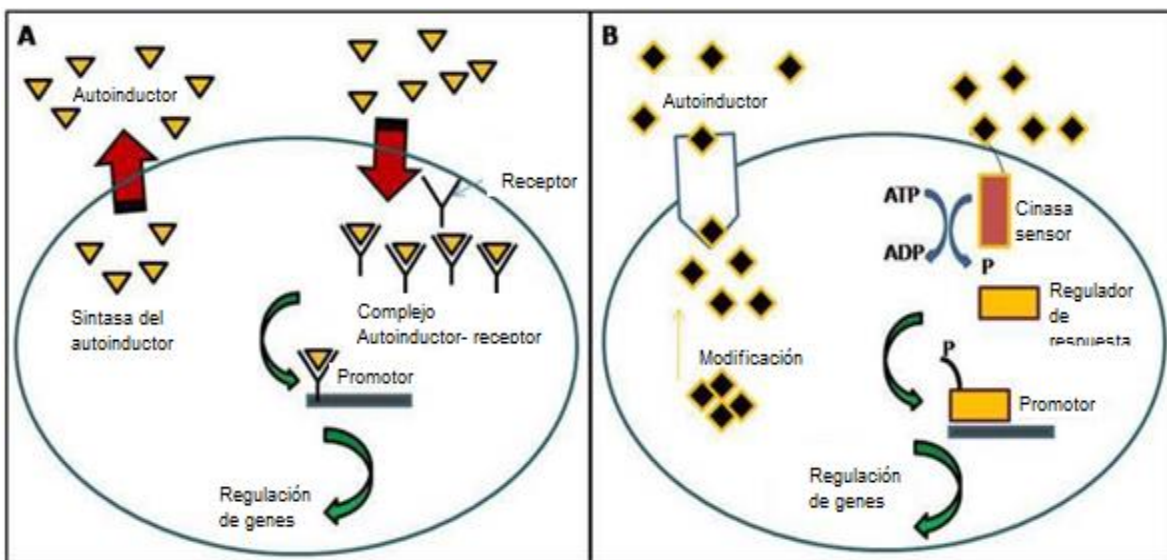 A
Autoinductor
Receptor
Sintasa del
autoinductor
Complejo
Autoinductor- receptor
Promotor
Regulación
de genes
B
Autoinductor
ATP
ADP
P
Cinasa
sensor
Regulador
de
respuesta
Modificación
P
Promotor
Regulación
de genes